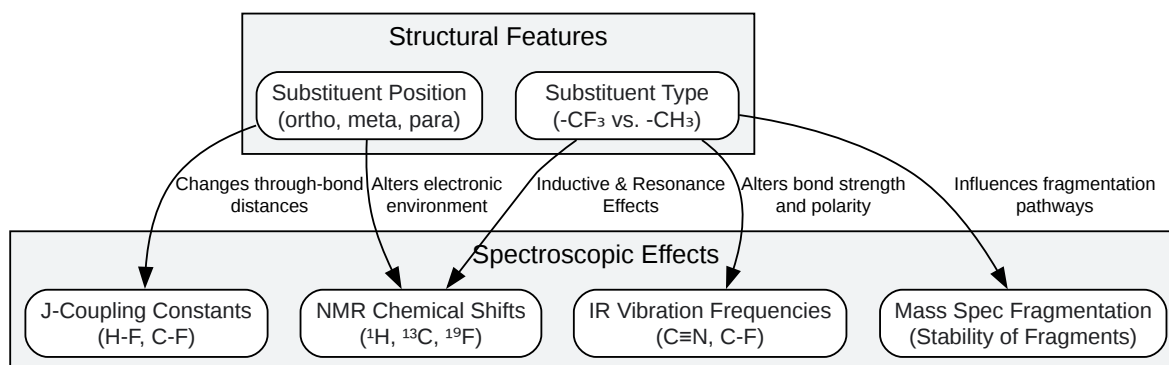 Structural Features
Substituent Position
(ortho, meta, para)
Substituent Type
(-CF₃ vs. -CH₃)
Changes through-bond
distances
Alters electronic
environment
Inductive & Resonance
Effects
Alters bond strength
and polarity
Influences fragmentation
pathways
Spectroscopic Effects
J-Coupling Constants
(H-F, C-F)
NMR Chemical Shifts
(¹H, ¹³C, ¹⁹F)
IR Vibration Frequencies
(C≡N, C-F)
Mass Spec Fragmentation
(Stability of Fragments)